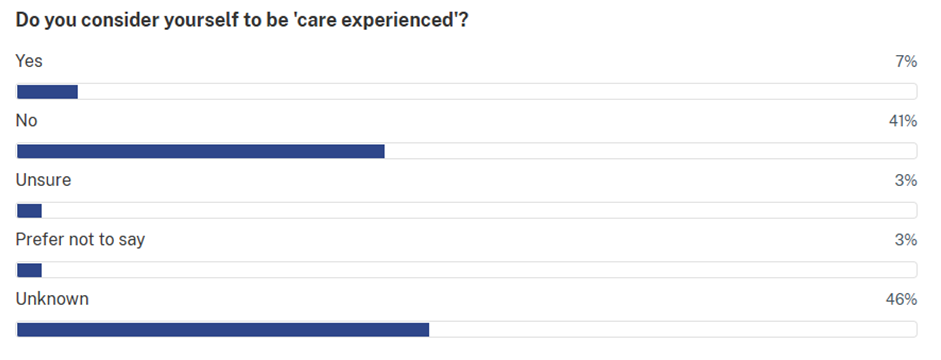 Do you consider yourself to be 'care experienced'?
Yes 7%
No 41%
Unsure 3%
Prefer not to say 3%
Unknown 46%